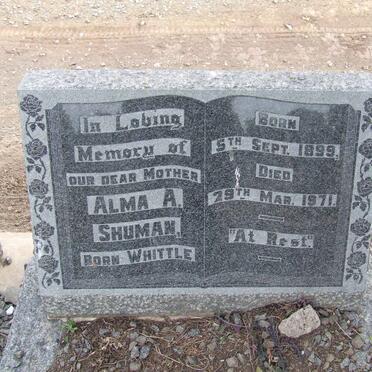 In Loving
Memory of
OUR DEAR MOTHER
ALMA A.
SHUMAN.
BORN WHITTLE
BORN
5TH SEPT. 1899.
DIED
29TH MAR. 1971.
"At Rest"